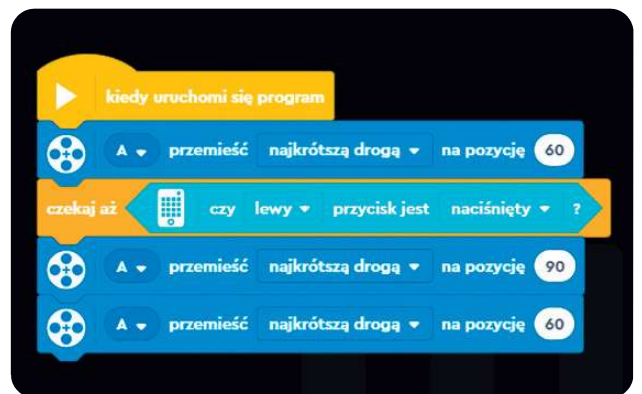 kiedy uruchomi się program
A przemieść najkrótszą drogą na pozycję 60
czekaj aż czy lewy przycisk jest naciśnięty ?
A przemieść najkrótszą drogą na pozycję 90
A przemieść najkrótszą drogą na pozycję 60